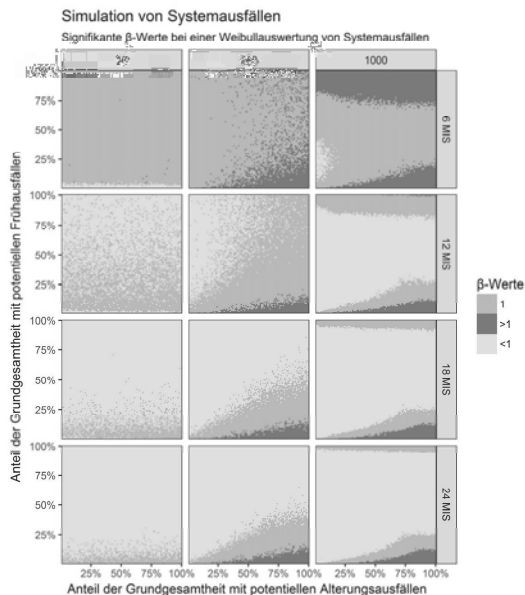 Simulation von Systemausfällen
Signifikante β-Werte bei einer Weibullauswertung von Systemausfällen
1000
75%
50%
25%
6 MIS
100%
75%
50%
25%
12 MIS
100%
75%
50%
25%
18 MIS
100%
75%
50%
25%
24 MIS
25% 50% 75% 100% 25% 50% 75% 100% 25% 50% 75% 100%
Anteil der Grundgesamtheit mit potentiellen Alterungsausfällen
Anteil der Grundgesamtheit mit potentiellen Frühausfällen
β-Werte
1
>1
<1